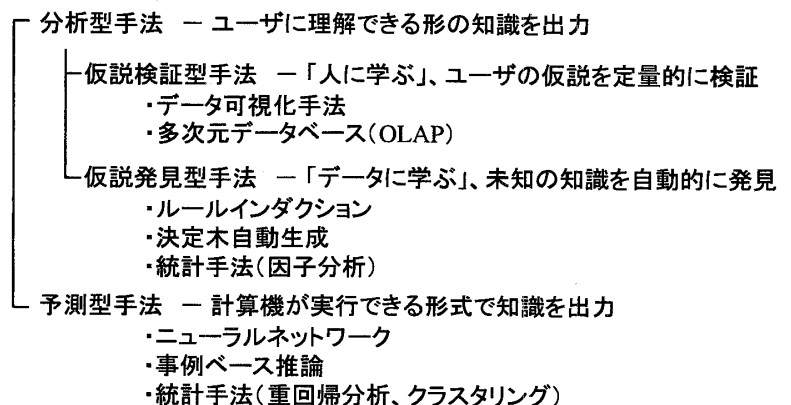 分析型手法 － ユーザに理解できる形の知識を出力
仮説検証型手法 －「人に学ぶ」、ユーザの仮説を定量的に検証
・データ可視化手法
・多次元データベース(OLAP)
仮説発見型手法 －「データに学ぶ」、未知の知識を自動的に発見
・ルールインダクション
・決定木自動生成
・統計手法(因子分析)
予測型手法 － 計算機が実行できる形式で知識を出力
・ニューラルネットワーク
・事例ベース推論
・統計手法(重回帰分析、クラスタリング)